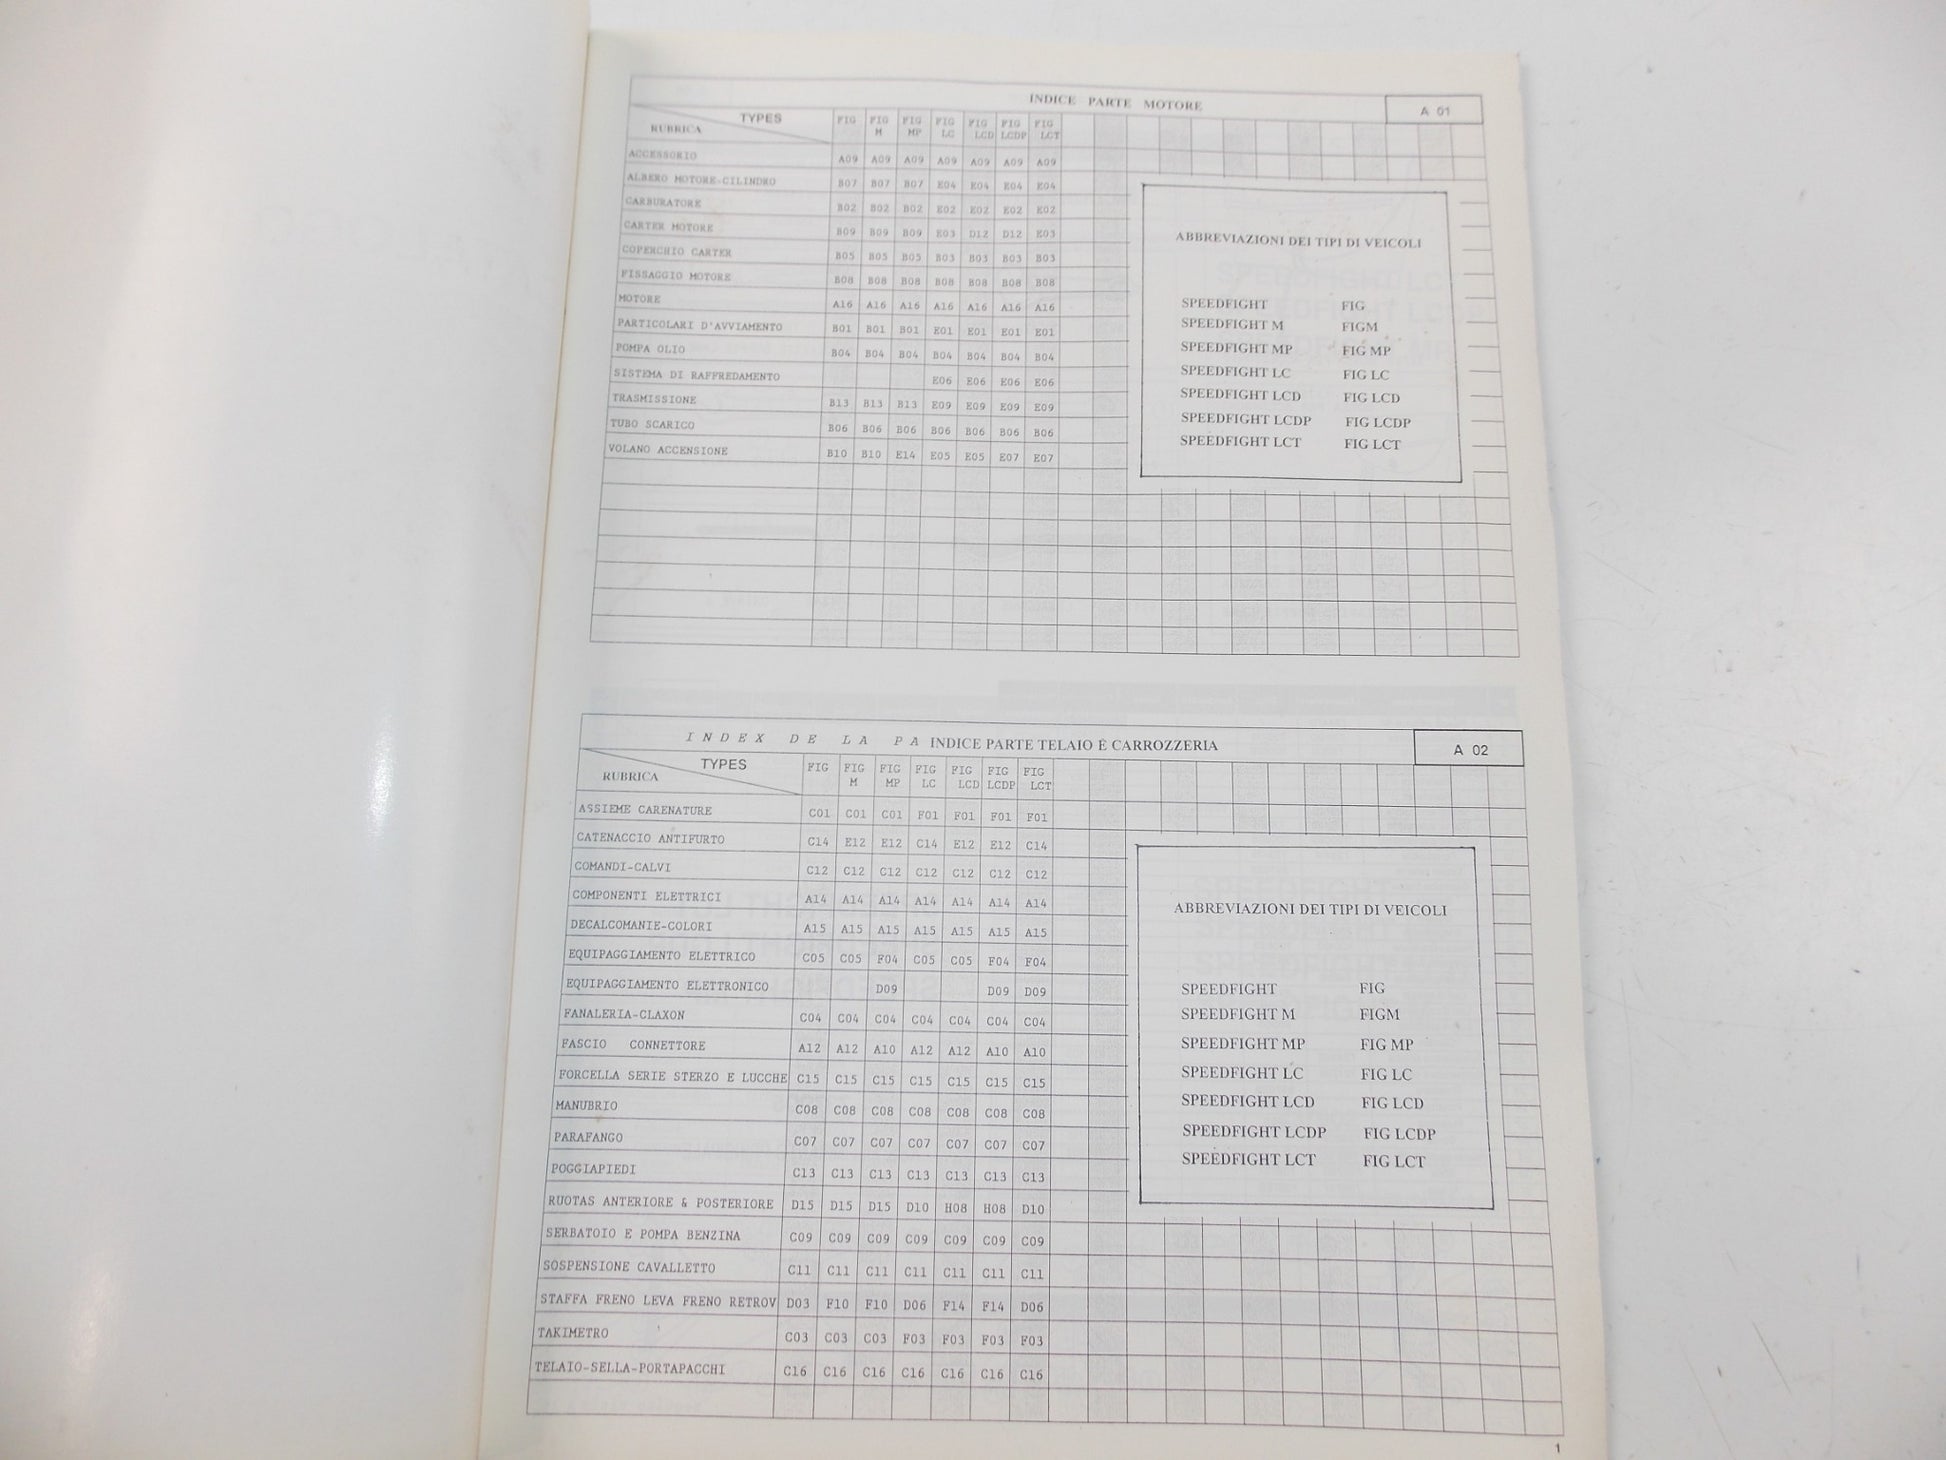 INDICE PARTE MOTORE A 01
TYPES FIG FIG FIG FIG FIG FIG FIG
RUBRICA M MP LC LCD LCDP LCT
ACCESSORIO A09 A09 A09 A09 A09 A09 A09
ALBERO MOTORE-CILINDRO B07 B07 B07 E04 E04 E04 E04
CARBURATORE B02 B02 B02 E02 E02 E02 E02
CARTER MOTORE B09 B09 B09 E03 D12 D12 E03
COPERCHIO CARTER B05 B05 B05 B03 B03 B03 B03
FISSAGGIO MOTORE B08 B08 B08 B08 B08 B08 B08
MOTORE A16 A16 A16 A16 A16 A16 A16
PARTICOLARI D'AVVIAMENTO B01 B01 B01 E01 E01 E01 E01
POMPA OLIO B04 B04 B04 B04 B04 B04 B04
SISTEMA DI RAFFREDAMENTO E06 E06 E06 E06
TRASMISSIONE B13 B13 B13 E09 E09 E09 E09
TUBO SCARICO B06 B06 B06 B06 B06 B06 B06
VOLANO ACCENSIONE B10 B10 E14 E05 E05 E07 E07
ABBREVIAZIONI DEI TIPI DI VEICOLI
SPEEDFIGHT FIG
SPEEDFIGHT M FIGM
SPEEDFIGHT MP FIG MP
SPEEDFIGHT LC FIG LC
SPEEDFIGHT LCD FIG LCD
SPEEDFIGHT LCDP FIG LCDP
SPEEDFIGHT LCT FIG LCT
INDEX DE LA PA INDICE PARTE TELAIO E CARROZZERIA A 02
TYPES FIG FIG FIG FIG FIG FIG FIG
RUBRICA M MP LC LCD LCDP LCT
ASSIEME CARENATURE C01 C01 C01 F01 F01 F01 F01
CATENACCIO ANTIFURTO C14 E12 E12 C14 E12 E12 C14
COMANDI-CALVI C12 C12 C12 C12 C12 C12 C12
COMPONENTI ELETTRICI A14 A14 A14 A14 A14 A14 A14
DECALCOMANIE-COLORI A15 A15 A15 A15 A15 A15 A15
EQUIPAGGIAMENTO ELETTRICO C05 C05 F04 C05 C05 F04 F04
EQUIPAGGIAMENTO ELETTRONICO D09 D09 D09
FANALERIA-CLAXON C04 C04 C04 C04 C04 C04 C04
FASCIO CONNETTORE A12 A12 A10 A12 A12 A10 A10
FORCELLA SERIE STERZO E LUCCHE C15 C15 C15 C15 C15 C15 C15
MANUBRIO C08 C08 C08 C08 C08 C08 C08
PARAFANGO C07 C07 C07 C07 C07 C07 C07
POGGIAPIEDI C13 C13 C13 C13 C13 C13 C13
RUOTAS ANTERIORE & POSTERIORE D15 D15 D15 D10 H08 H08 D10
SERBATOIO E POMPA BENZINA C09 C09 C09 C09 C09 C09 C09
SOSPENSIONE CAVALLETTO C11 C11 C11 C11 C11 C11 C11
STAFFA FRENO LEVA FRENO RETROV D03 F10 F10 D06 F14 F14 D06
TAKIMETRO C03 C03 C03 F03 F03 F03 F03
TELAIO-SELLA-PORTAPACCHI C16 C16 C16 C16 C16 C16 C16
ABBREVIAZIONI DEI TIPI DI VEICOLI
SPEEDFIGHT FIG
SPEEDFIGHT M FIGM
SPEEDFIGHT MP FIG MP
SPEEDFIGHT LC FIG LC
SPEEDFIGHT LCD FIG LCD
SPEEDFIGHT LCDP FIG LCDP
SPEEDFIGHT LCT FIG LCT
1